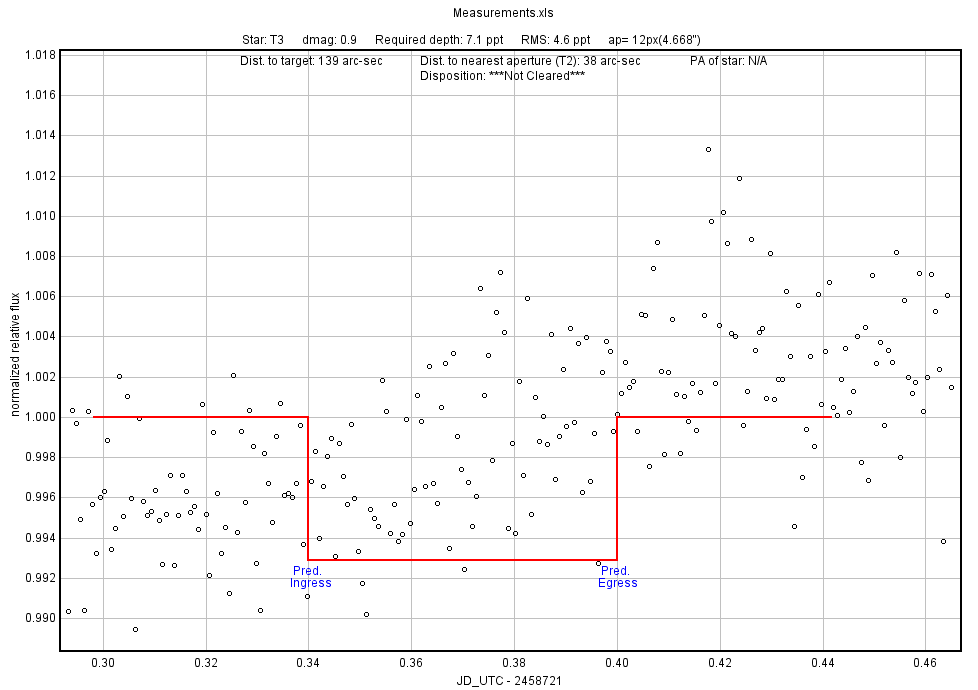 Measurements.xls
Star: T3 dmag: 0.9 Required depth: 7.1 ppt RMS: 4.6 ppt ap= 12px(4.668")
Dist. to target: 139 arc-sec Dist. to nearest aperture (T2): 38 arc-sec PA of star: N/A
Disposition: ***Not Cleared***
normalized relative flux
1.018
1.016
1.014
1.012
1.010
1.008
1.006
1.004
1.002
1.000
0.998
0.996
0.994
0.992
0.990
Pred.
Ingress
Pred.
Egress
0.30 0.32 0.34 0.36 0.38 0.40 0.42 0.44 0.46
JD_UTC - 2458721